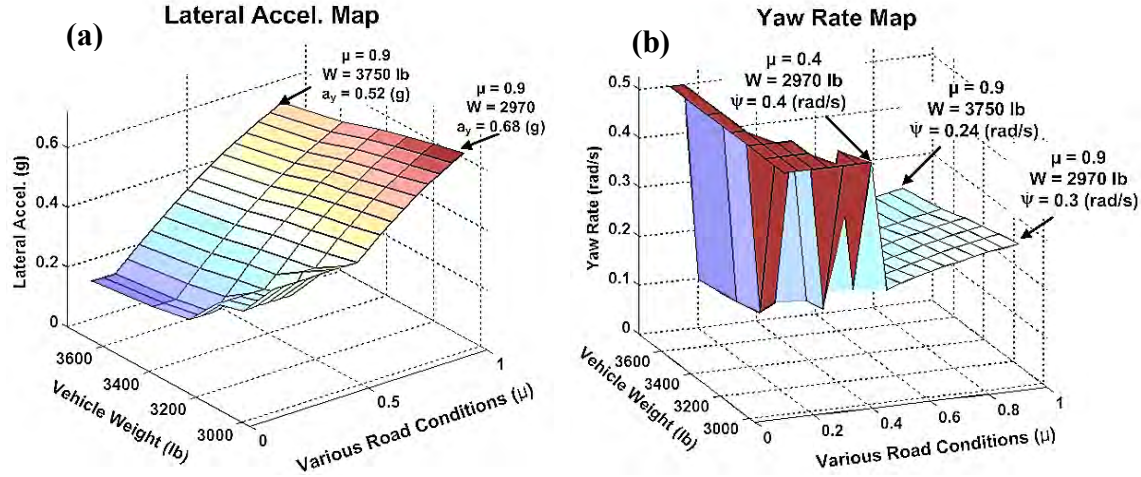 Lateral Accel. Map
(a)
μ = 0.9
W = 3750 lb
a_y = 0.52 (g)
μ = 0.9
W = 2970
a_y = 0.68 (g)
Lateral Accel. (g)
0.6
0.4
0.2
0
3600
3400
3200
3000
Vehicle Weight (lb)
0
0.5
1
Various Road Conditions (μ)
Yaw Rate Map
(b)
μ = 0.4
W = 2970 lb
ψ̇ = 0.4 (rad/s)
μ = 0.9
W = 3750 lb
ψ̇ = 0.24 (rad/s)
μ = 0.9
W = 2970 lb
ψ̇ = 0.3 (rad/s)
Yaw Rate (rad/s)
0.5
0.4
0.3
0.2
0.1
0
3600
3400
3200
3000
Vehicle Weight (lb)
0
0.2
0.4
0.6
0.8
1
Various Road Conditions (μ)